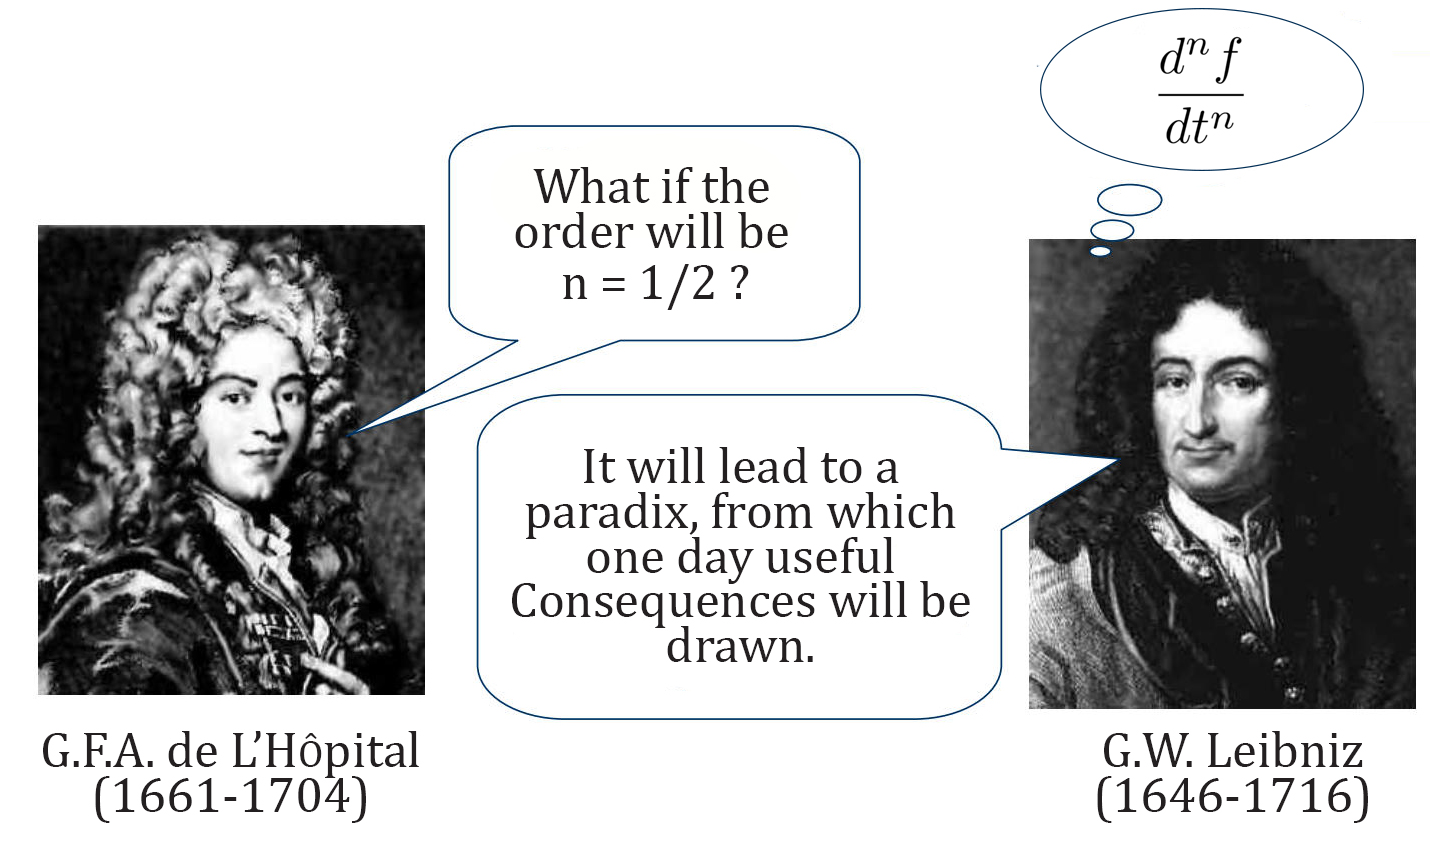 d^n f
dt^n
What if the
order will be
n = 1/2 ?
It will lead to a
paradix, from which
one day useful
Consequences will be
drawn.
G.F.A. de L’Hôpital
(1661-1704)
G.W. Leibniz
(1646-1716)